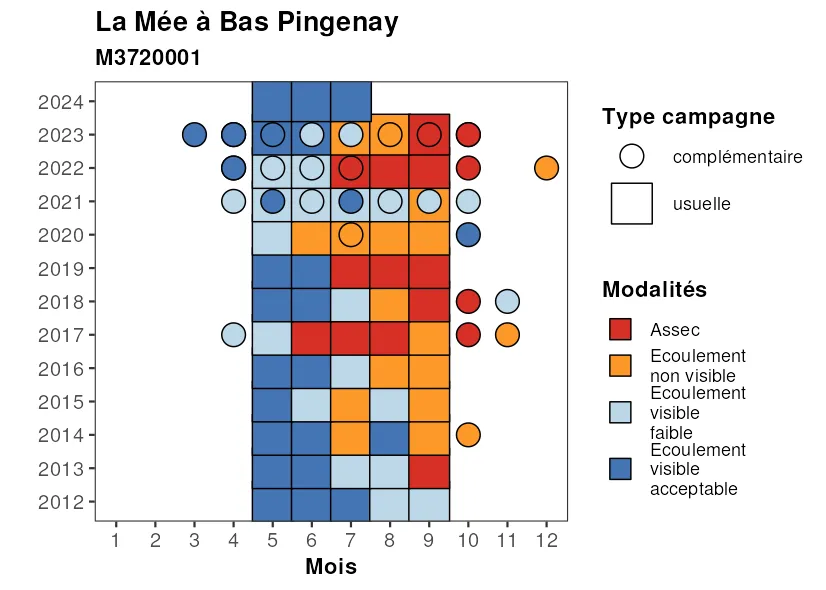 La Mée à Bas Pingenay
M3720001
2024
2023
2022
2021
2020
2019
2018
2017
2016
2015
2014
2013
2012
1 2 3 4 5 6 7 8 9 10 11 12
Mois
Type campagne
complémentaire
usuelle
Modalités
Assec
Ecoulement
non visible
Ecoulement
visible
faible
Ecoulement
visible
acceptable